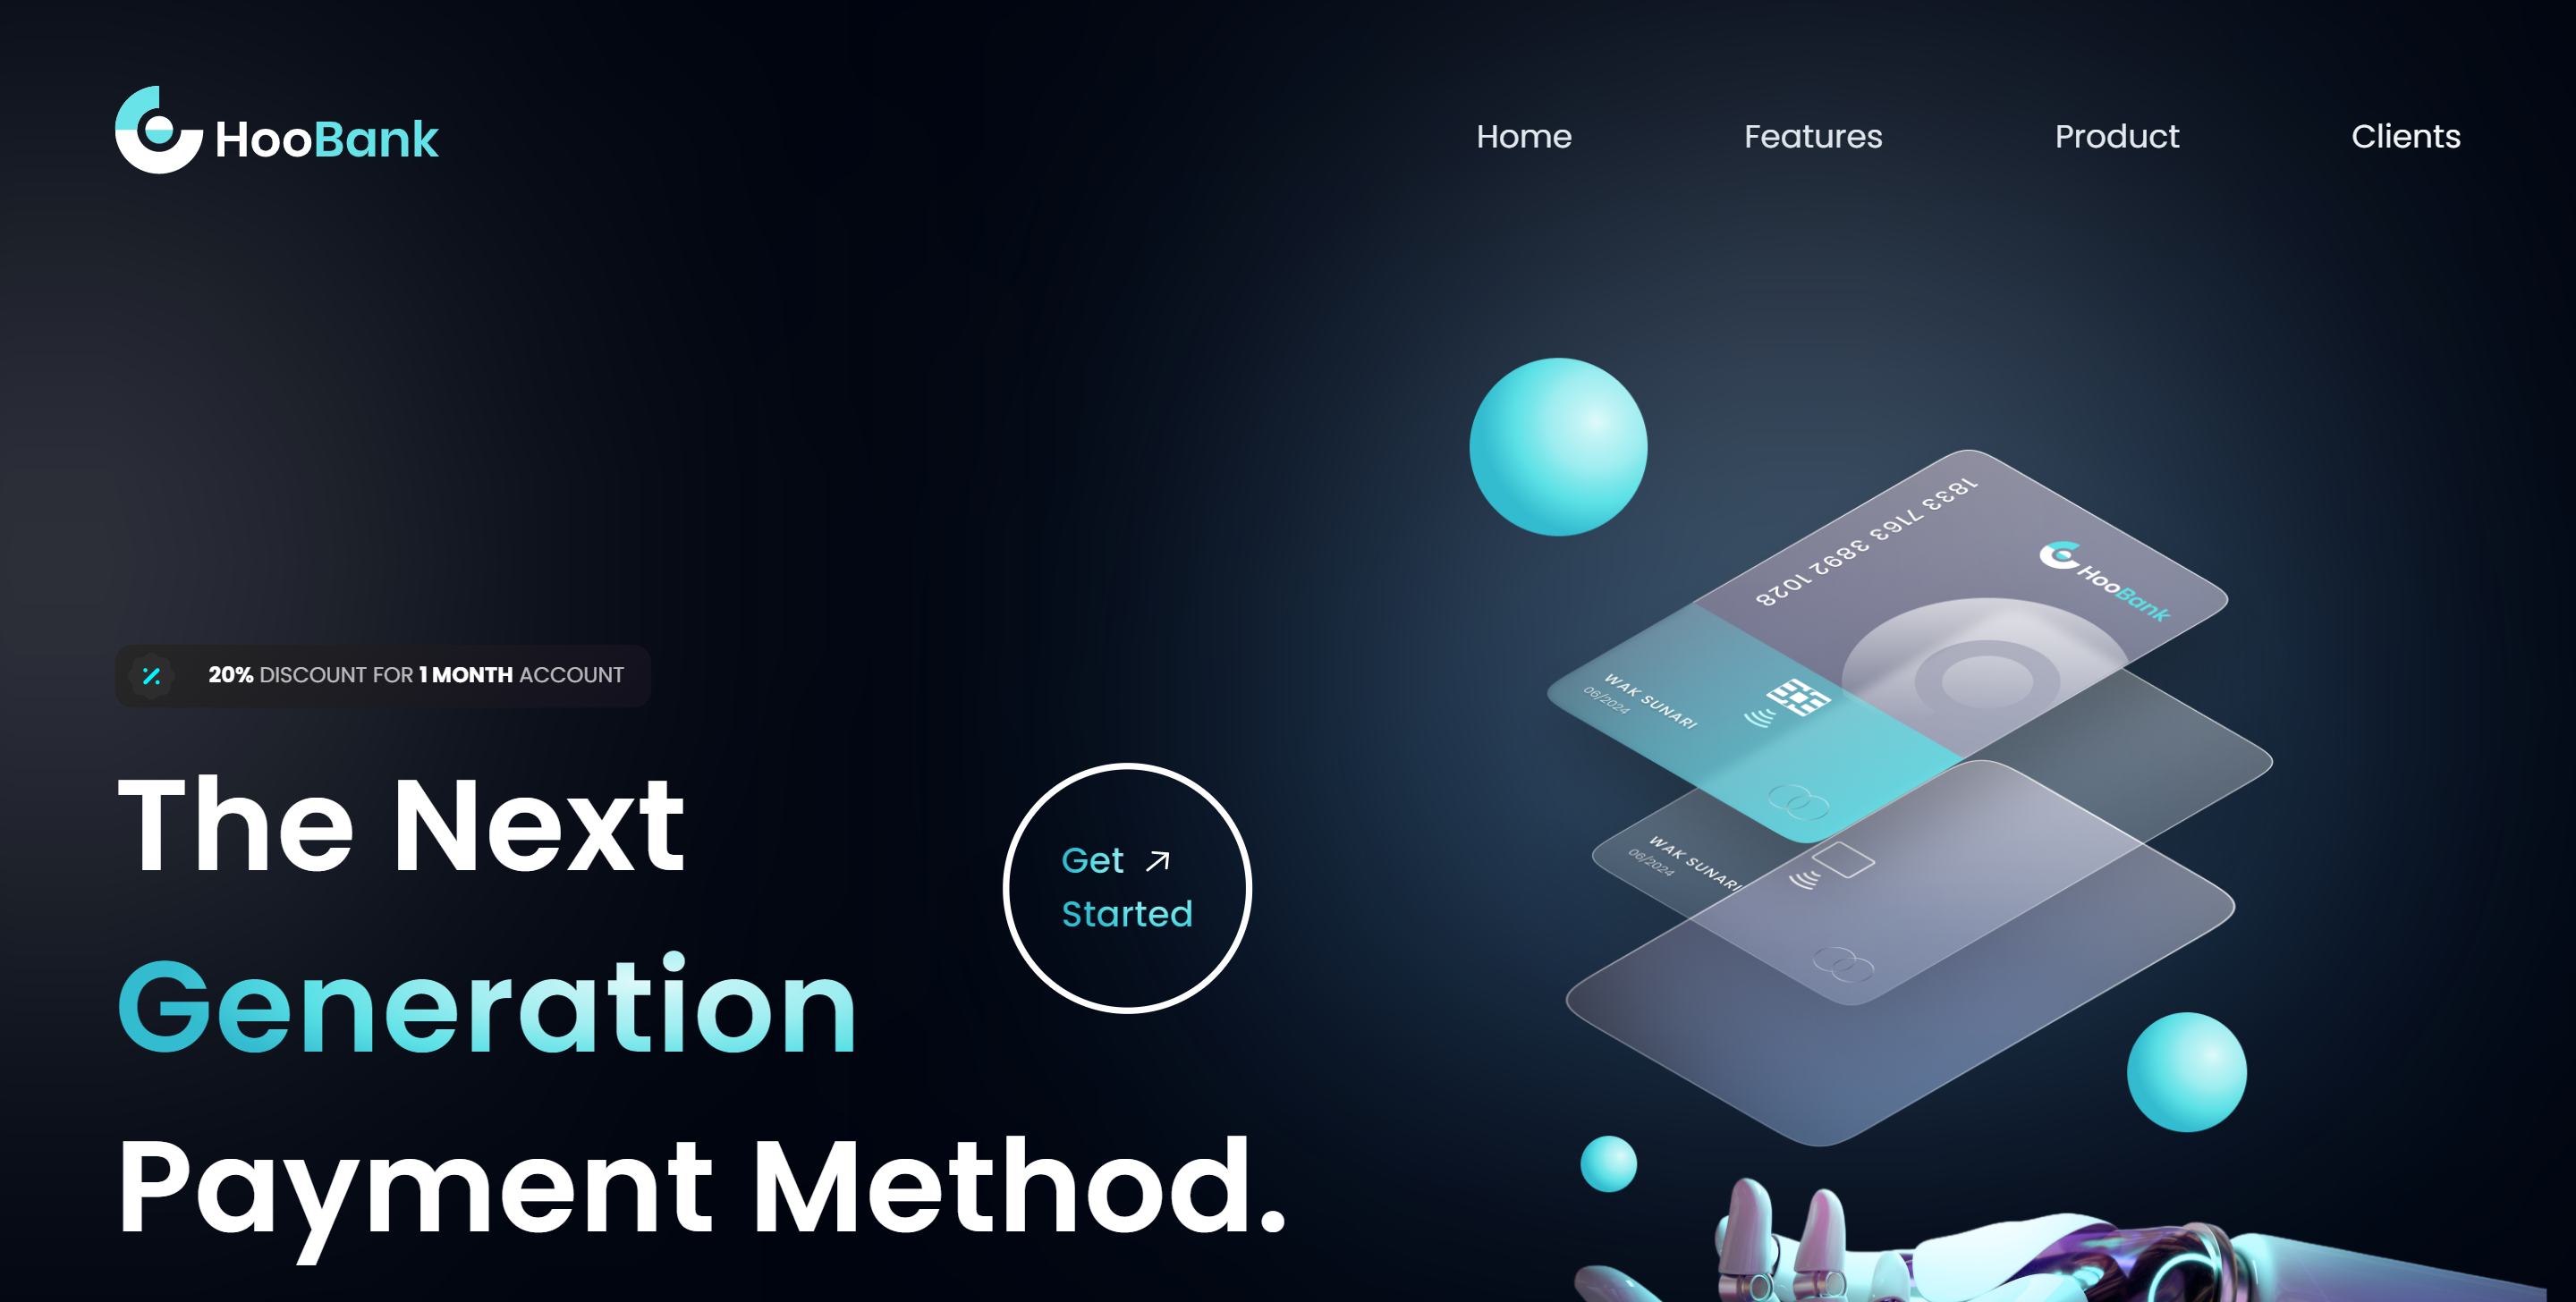 HooBank
Home
Features
Product
Clients
20% DISCOUNT FOR 1 MONTH ACCOUNT
The Next
Generation
Payment Method.
Get
Started
1833 7163 3892 1028
HooBank
WAK SUNARI
06/2024
WAK SUNARI
06/2024